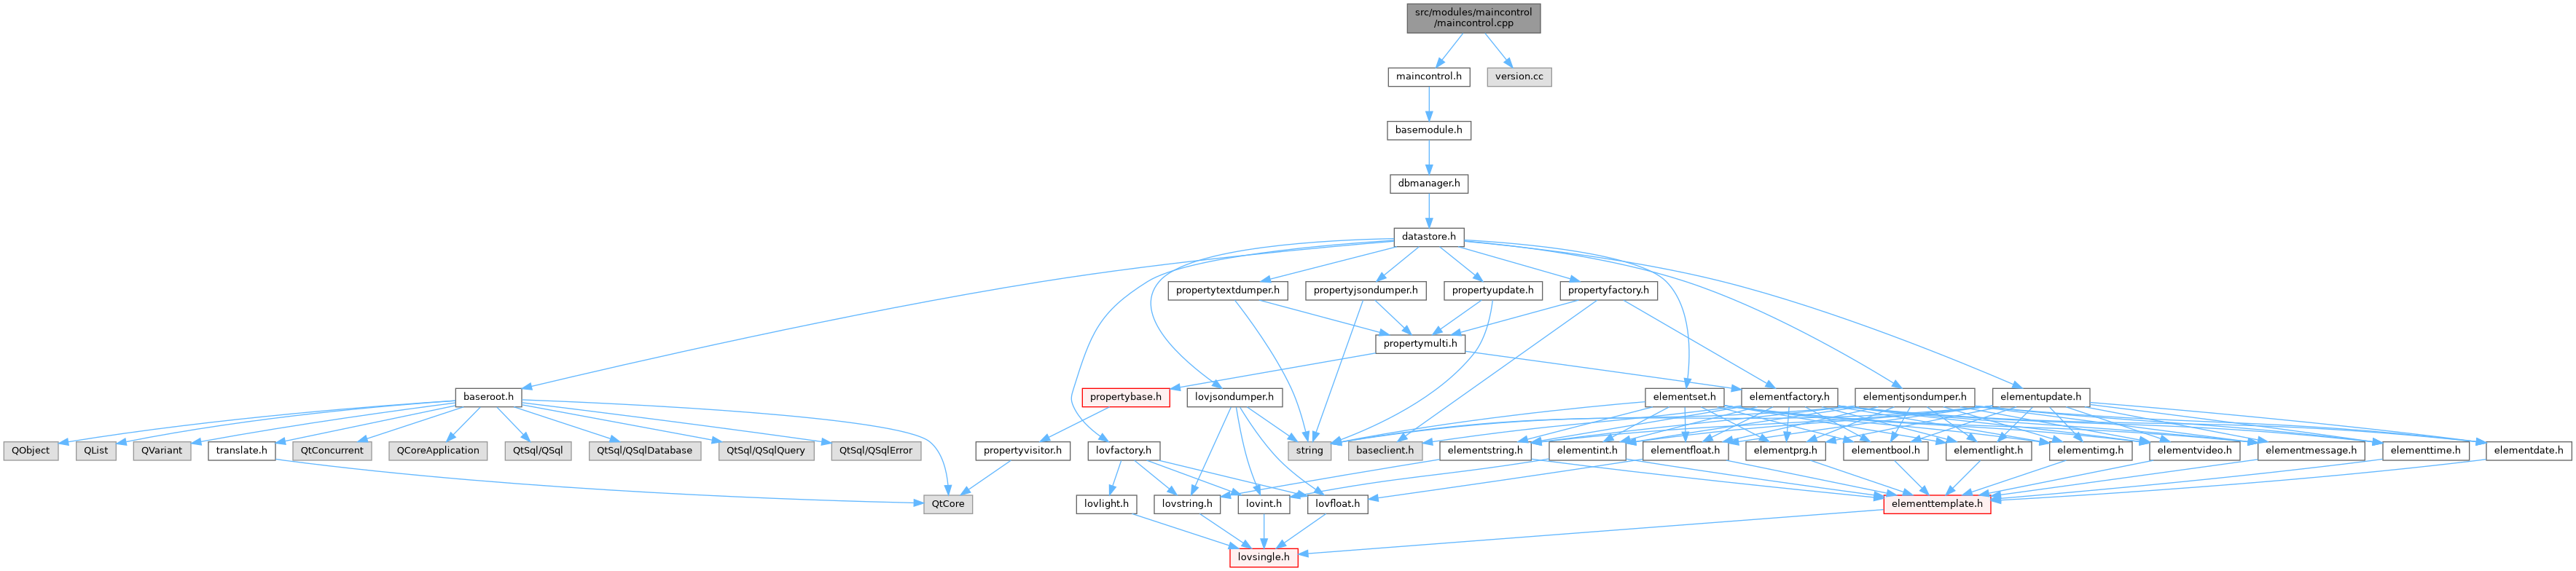 src/modules/maincontrol
/maincontrol.cpp
maincontrol.h
version.cc
basemodule.h
dbmanager.h
datastore.h
propertytextdumper.h
propertyjsondumper.h
propertyupdate.h
propertyfactory.h
propertymulti.h
baseroot.h
propertybase.h
lovjsondumper.h
elementset.h
elementfactory.h
elementjsondumper.h
elementupdate.h
QObject
QList
QVariant
translate.h
QtConcurrent
QCoreApplication
QtSql/QSql
QtSql/QSqlDatabase
QtSql/QSqlQuery
QtSql/QSqlError
propertyvisitor.h
lovfactory.h
string
baseclient.h
elementstring.h
elementint.h
elementfloat.h
elementprg.h
elementbool.h
elementlight.h
elementimg.h
elementvideo.h
elementmessage.h
elementtime.h
elementdate.h
QtCore
lovlight.h
lovstring.h
lovint.h
lovfloat.h
elementtemplate.h
lovsingle.h